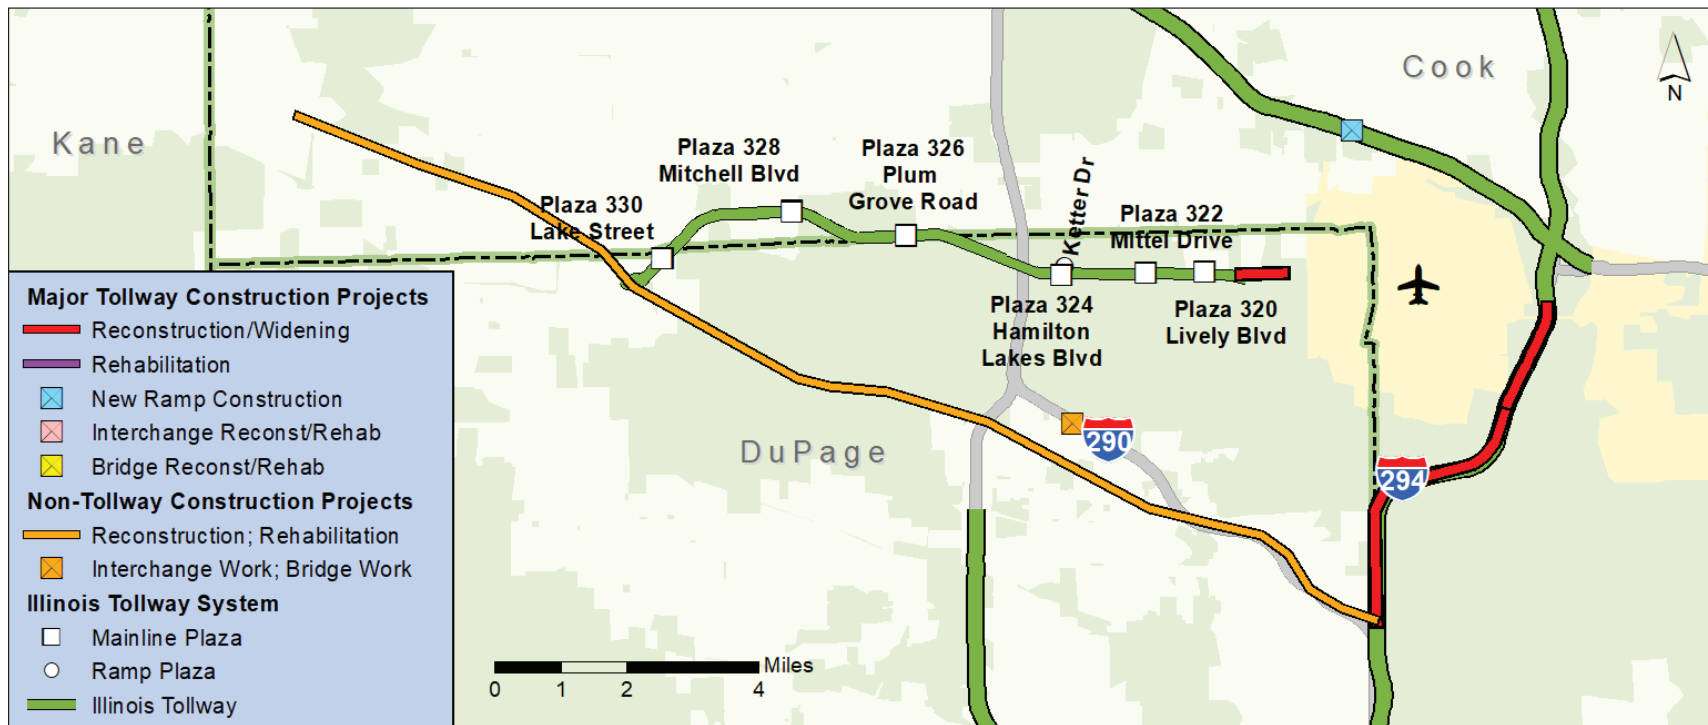 Cook
N
Kane
Plaza 328
Mitchell Blvd
Plaza 326
Plum
Grove Road
Ketter Dr
Plaza 330
Lake Street
Plaza 322
Mittel Drive
Plaza 324
Hamilton
Lakes Blvd
Plaza 320
Lively Blvd
DuPage
290
294
Major Tollway Construction Projects
Reconstruction/Widening
Rehabilitation
New Ramp Construction
Interchange Reconst/Rehab
Bridge Reconst/Rehab
Non-Tollway Construction Projects
Reconstruction; Rehabilitation
Interchange Work; Bridge Work
Illinois Tollway System
Mainline Plaza
Ramp Plaza
Illinois Tollway
Miles
0 1 2 4